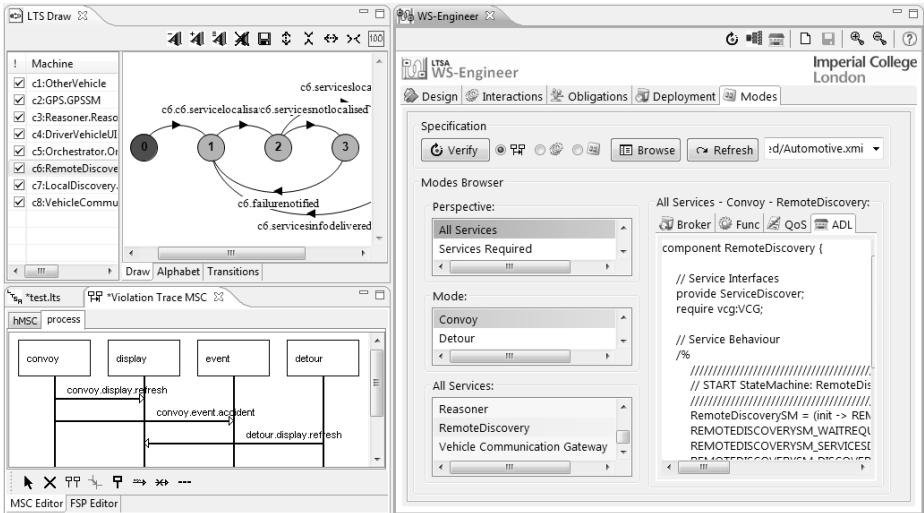 LTS Draw
! Machine
c1:OtherVehicle
c2:GPS.GPSSM
c3:Reasoner.Reaso
c4:DriverVehicleUI
c5:Orchestrator.Or
c6:RemoteDiscove
c7:LocalDiscovery.
c8:VehicleCommu
c6.servicesloca
c6.c6.servicelocalisa
c6.servicesnotlocalised
0 1 2 3
c6.failurenotified
c6.servicesinfodelivered
Draw Alphabet Transitions
*test.lts *Violation Trace MSC
hMSC process
convoy display event detour
convoy.display.refresh
convoy.event.accident
detour.display.refresh
MSC Editor FSP Editor
WS-Engineer
LTSA
WS-Engineer
Imperial College
London
Design Interactions Obligations Deployment Modes
Specification
Verify Browse Refresh :d/Automotive.xmi
Modes Browser
Perspective:
All Services
Services Required
Mode:
Convoy
Detour
All Services:
Reasoner
RemoteDiscovery
Vehicle Communication Gateway
All Services - Convoy - RemoteDiscovery:
Broker Func QoS ADL
component RemoteDiscovery {
// Service Interfaces
provide ServiceDiscover;
require vcg:VCG;
// Service Behaviour
/%
// START StateMachine: RemoteDis
RemoteDiscoverySM = (init -> REM
REMOTEDISCOVERYSM_WAITREQU
REMOTEDISCOVERYSM_SERVICESD